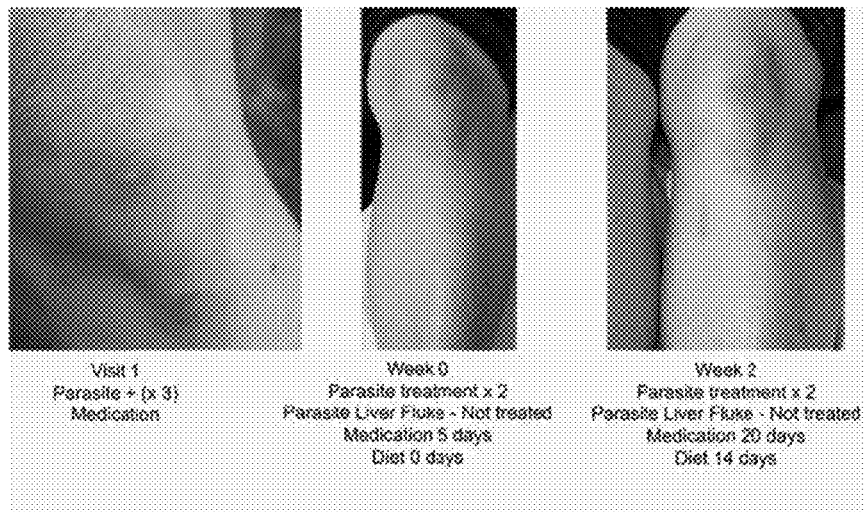 Visit 1
Parasite + (x 3)
Medication
Week 0
Parasite treatment x 2
Parasite Liver Fluke - Not treated
Medication 5 days
Diet 0 days
Week 2
Parasite treatment x 2
Parasite Liver Fluke - Not treated
Medication 20 days
Diet 14 days